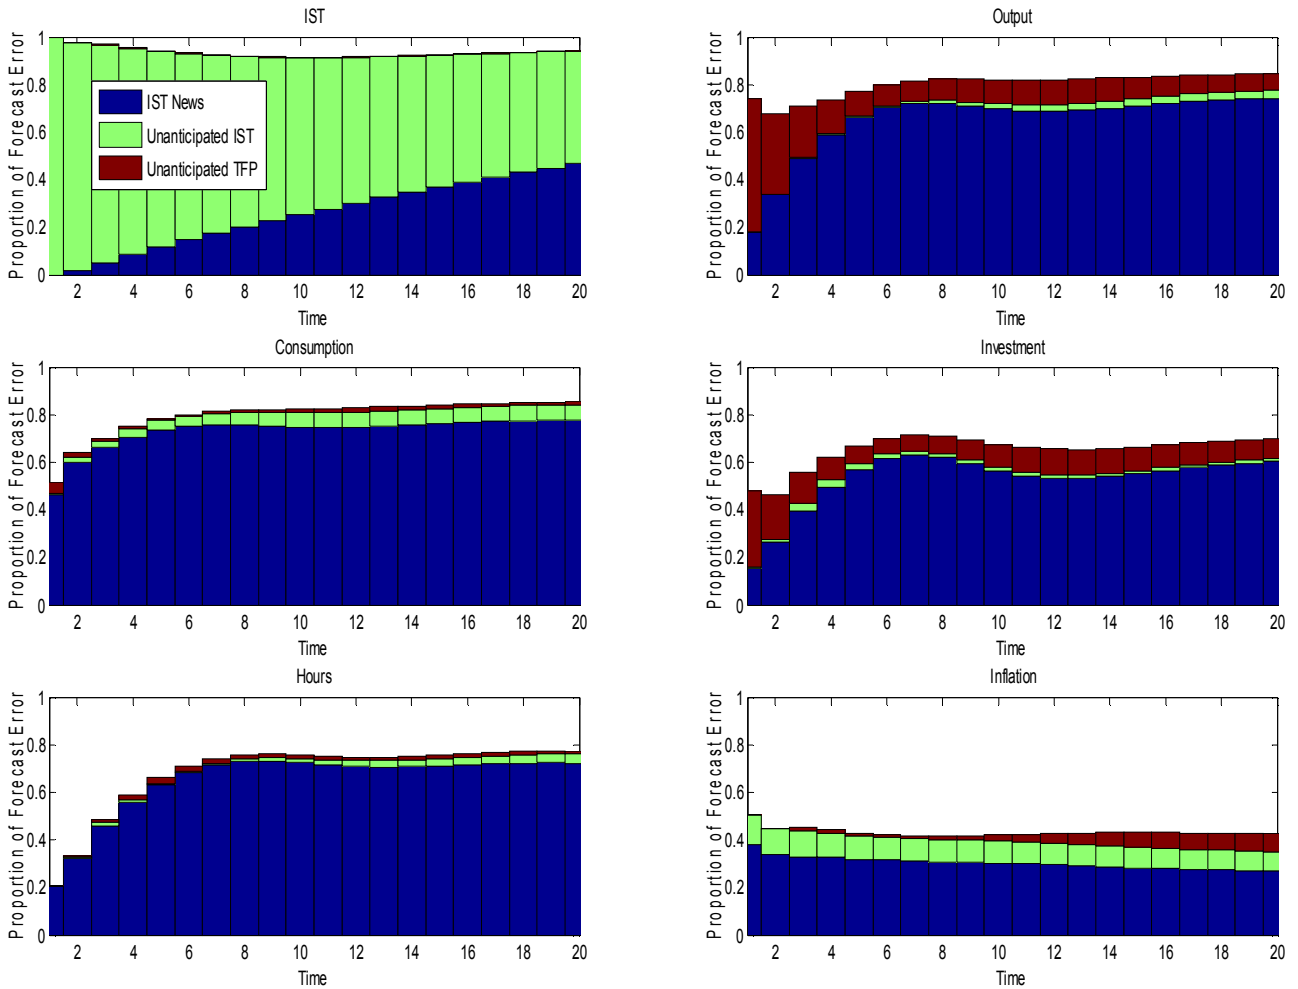 IST
Proportion of Forecast Error
1
0.8
0.6
0.4
0.2
0
IST News
Unanticipated IST
Unanticipated TFP
2 4 6 8 10 12 14 16 18 20
Time
Output
Proportion of Forecast Error
1
0.8
0.6
0.4
0.2
0
2 4 6 8 10 12 14 16 18 20
Time
Consumption
Proportion of Forecast Error
1
0.8
0.6
0.4
0.2
0
2 4 6 8 10 12 14 16 18 20
Time
Investment
Proportion of Forecast Error
1
0.8
0.6
0.4
0.2
0
2 4 6 8 10 12 14 16 18 20
Time
Hours
Proportion of Forecast Error
1
0.8
0.6
0.4
0.2
0
2 4 6 8 10 12 14 16 18 20
Time
Inflation
Proportion of Forecast Error
1
0.8
0.6
0.4
0.2
0
2 4 6 8 10 12 14 16 18 20
Time